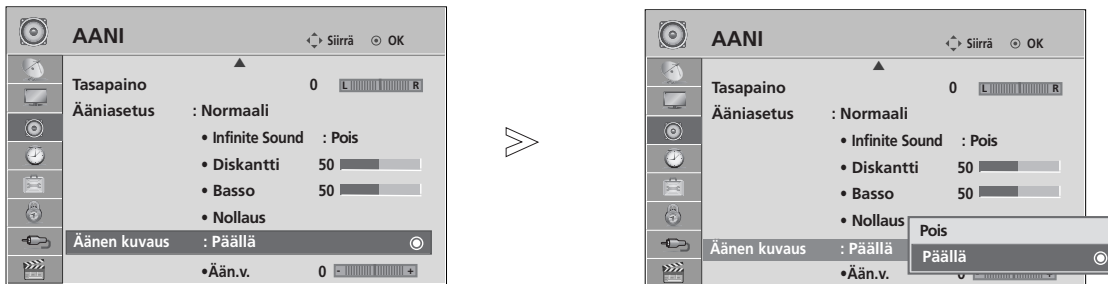 AANI Siirrä OK
Tasapaino 0 L R
Ääniasetus : Normaali
• Infinite Sound : Pois
• Diskantti 50
• Basso 50
• Nollaus
Äänen kuvaus : Päällä
•Ään.v. 0 - +
AANI Siirrä OK
Tasapaino 0 L R
Ääniasetus : Normaali
• Infinite Sound : Pois
• Diskantti 50
• Basso 50
• Nollaus
Pois
Äänen kuvaus : Päällä
Päällä
•Ään.v. 0 - +